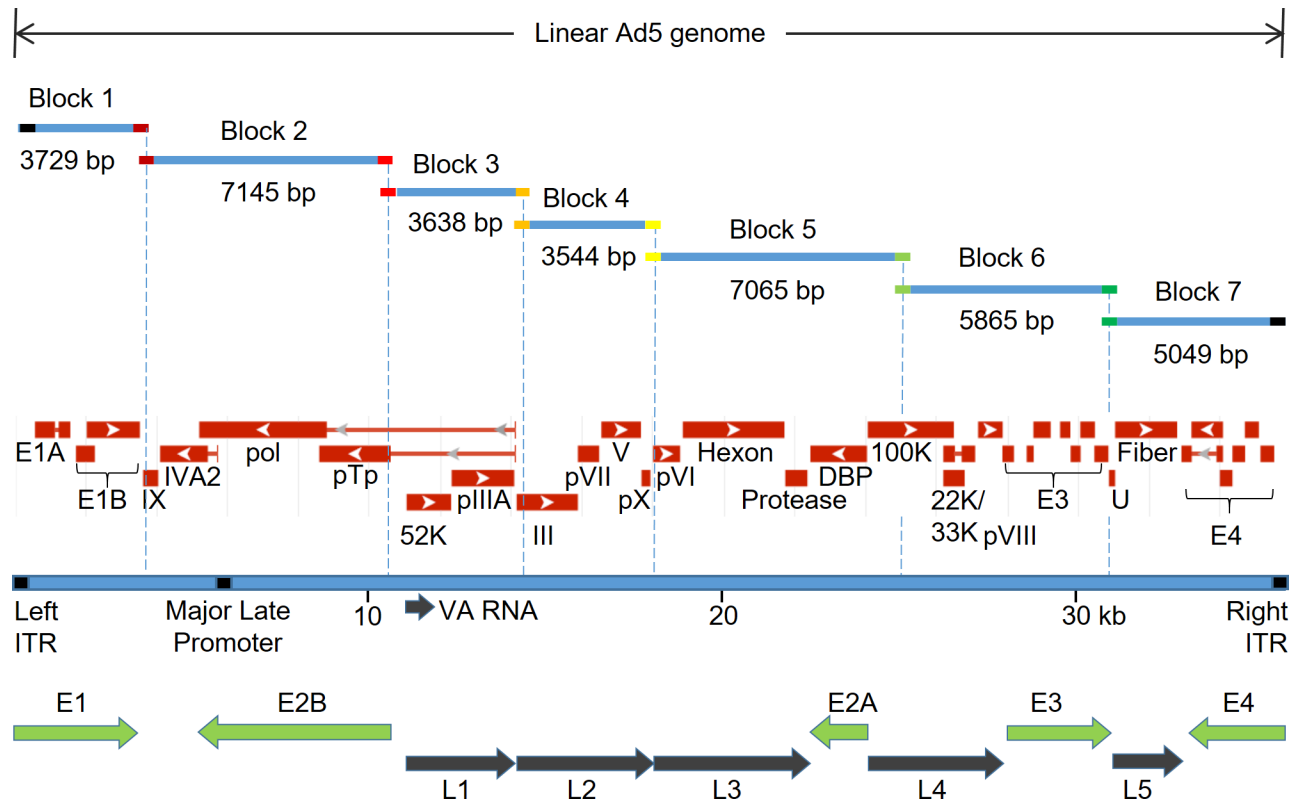 Linear Ad5 genome
Block 1
3729 bp
Block 2
7145 bp
Block 3
3638 bp
Block 4
3544 bp
Block 5
7065 bp
Block 6
5865 bp
Block 7
5049 bp
E1A
E1B
IX
IVA2
pol
pTp
52K
pIIIA
III
pVII
V
pX
pVI
Hexon
Protease
DBP
100K
22K/
33K
pVIII
E3
U
Fiber
E4
Left
ITR
Major Late
Promoter
10
VA RNA
20
30 kb
Right
ITR
E1
E2B
E2A
E3
E4
L1
L2
L3
L4
L5